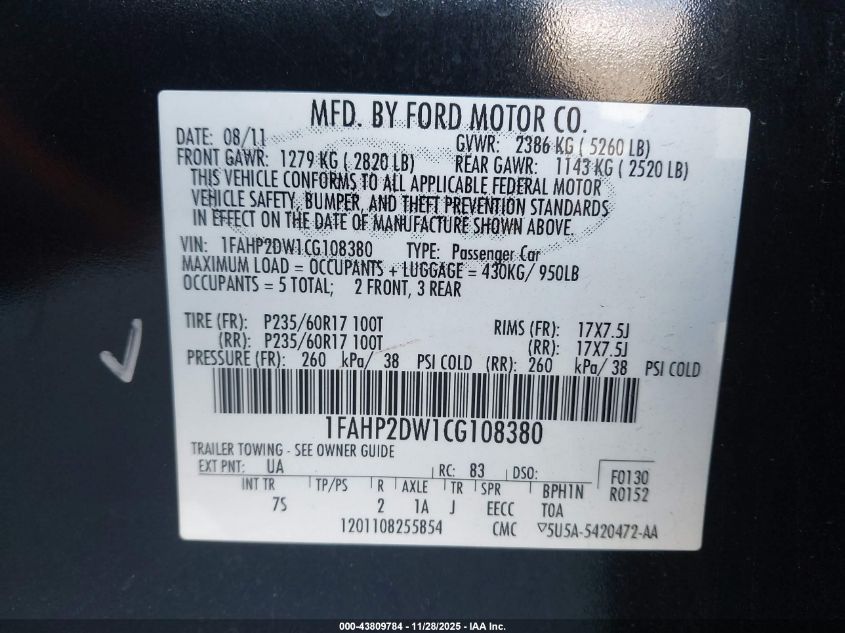 MFD. BY FORD MOTOR CO.
DATE: 08/11 GVWR: 2386 KG ( 5260 LB)
FRONT GAWR: 1279 KG ( 2820 LB) REAR GAWR: 1143 KG ( 2520 LB)
THIS VEHICLE CONFORMS TO ALL APPLICABLE FEDERAL MOTOR
VEHICLE SAFETY, BUMPER, AND THEFT PREVENTION STANDARDS
IN EFFECT ON THE DATE OF MANUFACTURE SHOWN ABOVE.
VIN: 1FAHP2DW1CG108380 TYPE: Passenger Car
MAXIMUM LOAD = OCCUPANTS + LUGGAGE = 430KG/ 950LB
OCCUPANTS = 5 TOTAL; 2 FRONT, 3 REAR
TIRE (FR): P235/60R17 100T RIMS (FR): 17X7.5J
(RR): P235/60R17 100T (RR): 17X7.5J
PRESSURE (FR): 260 kPa/ 38 PSI COLD (RR): 260 kPa/ 38 PSI COLD
1FAHP2DW1CG108380
TRAILER TOWING - SEE OWNER GUIDE
EXT PNT: UA RC: 83 DSO: F0130
R0152
INT TR TP/PS R AXLE TR SPR BPH1N
7S 2 1A J EECC TOA
1201108255854 CMC ▽5U5A-5420472-AA
000-43809784 - 11/28/2025 - IAA Inc.